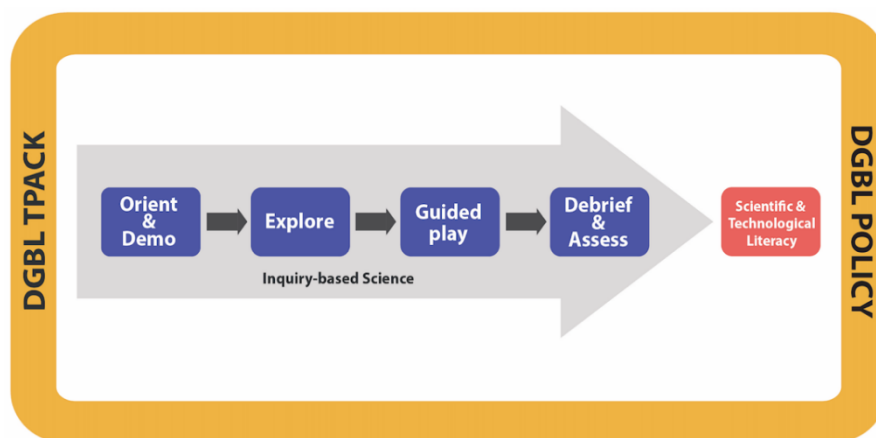 DGBL TPACK
Orient
&
Demo
Explore
Guided
play
Debrief
&
Assess
Inquiry-based Science
Scientific &
Technological
Literacy
DGBL POLICY